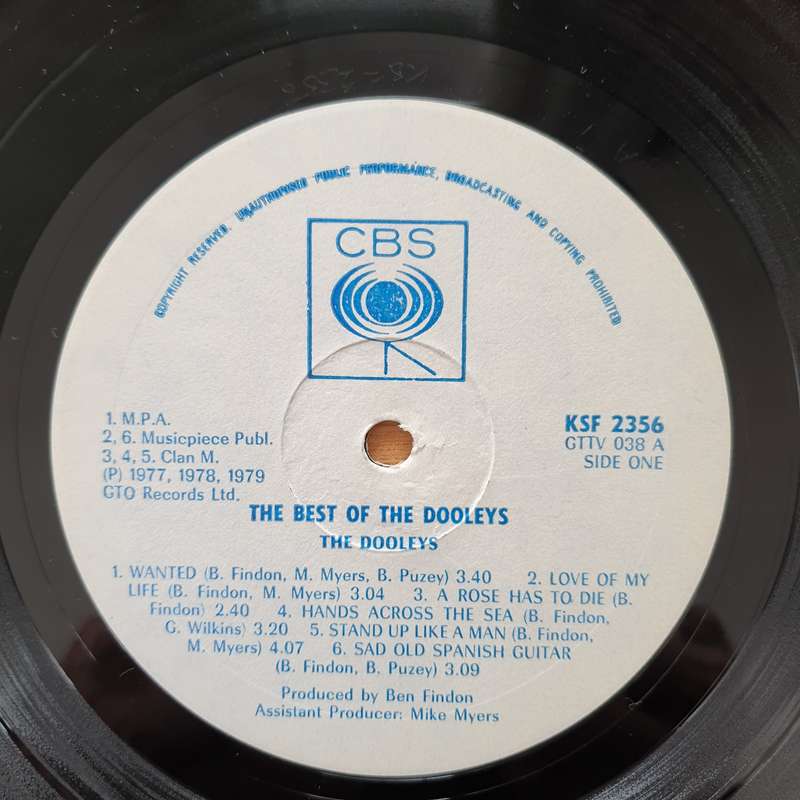 COPYRIGHT RESERVED. UNAUTHORISED PUBLIC PERFORMANCE, BROADCASTING AND COPYING PROHIBITED
CBS
1. M.P.A.
2, 6. Musicpiece Publ.
3, 4, 5. Clan M.
(P) 1977, 1978, 1979
GTO Records Ltd.
KSF 2356
GTTV 038 A
SIDE ONE
THE BEST OF THE DOOLEYS
THE DOOLEYS
1. WANTED (B. Findon, M. Myers, B. Puzey) 3.40 2. LOVE OF MY
LIFE (B. Findon, M. Myers) 3.04 3. A ROSE HAS TO DIE (B.
Findon) 2.40 4. HANDS ACROSS THE SEA (B. Findon,
G. Wilkins) 3.20 5. STAND UP LIKE A MAN (B. Findon,
M. Myers) 4.07 6. SAD OLD SPANISH GUITAR
(B. Findon, B. Puzey) 3.09
Produced by Ben Findon
Assistant Producer: Mike Myers